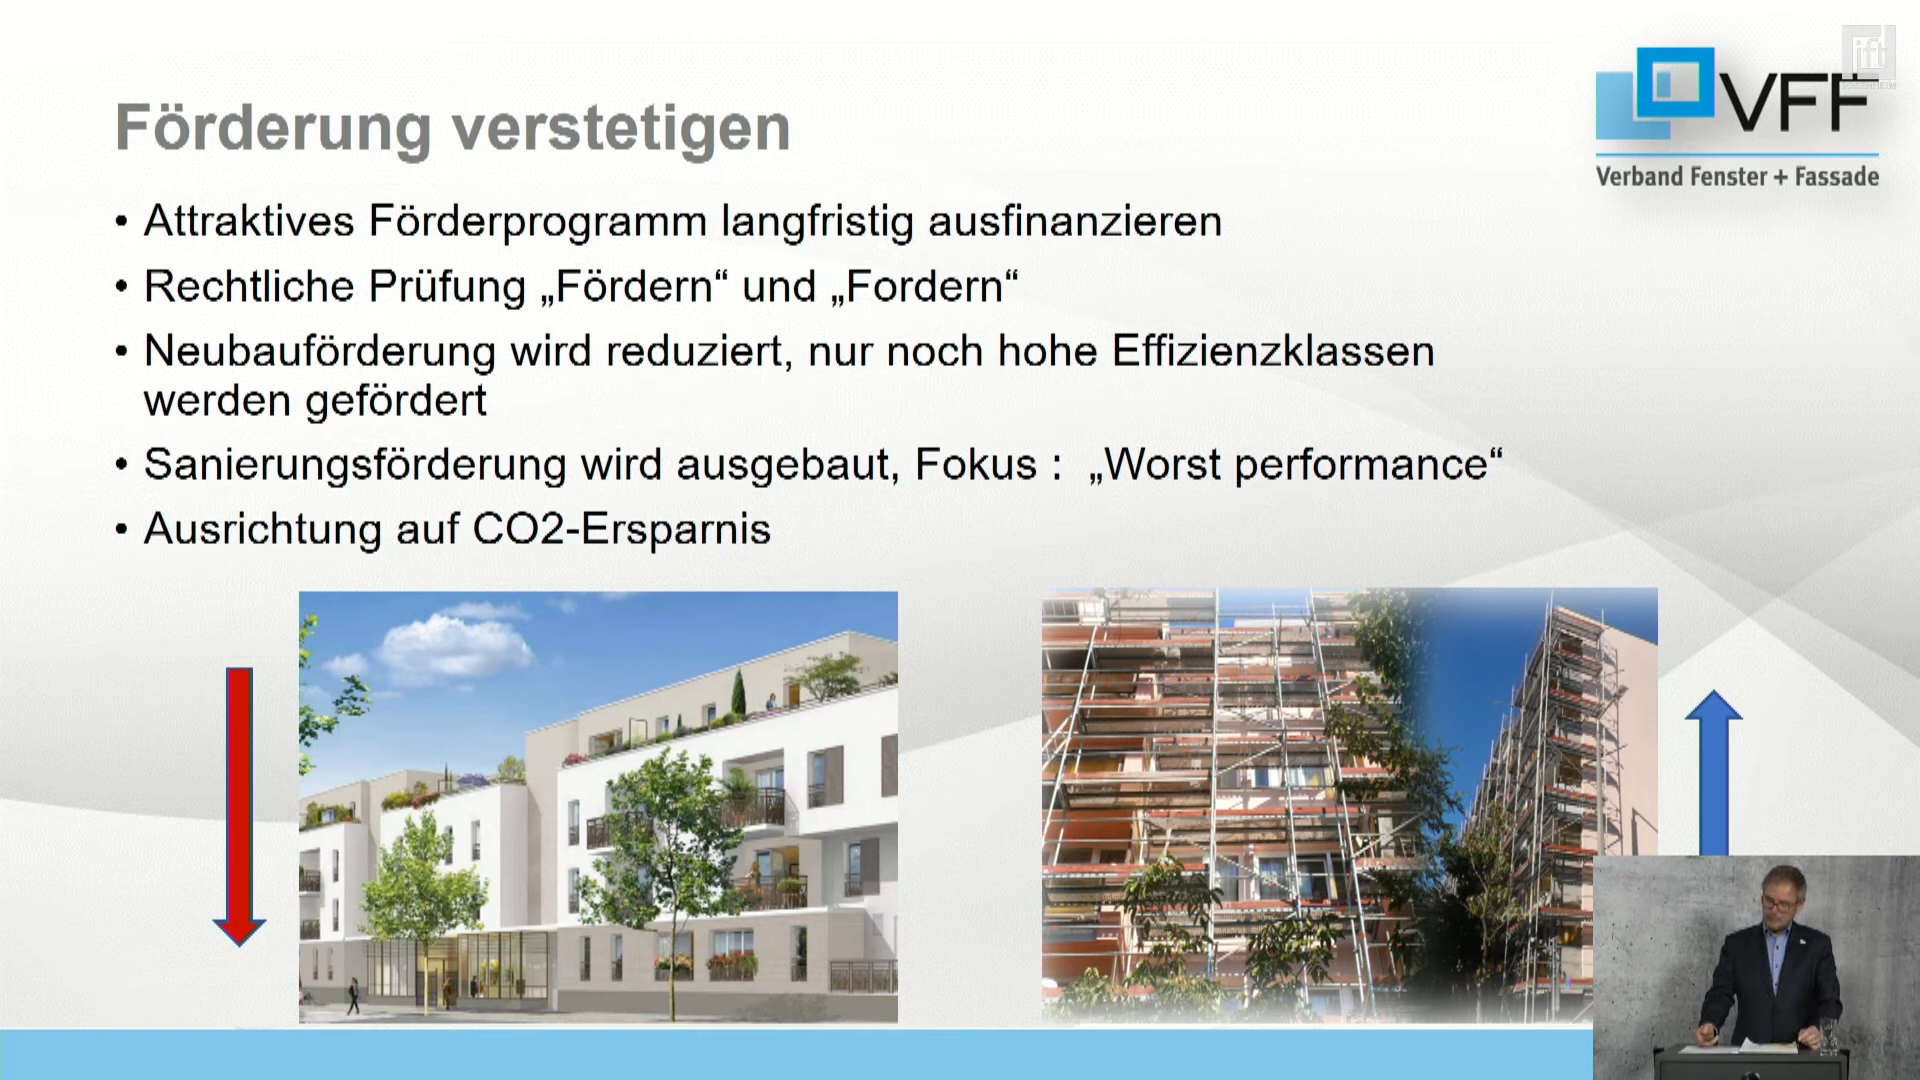 Förderung verstetigen
• Attraktives Förderprogramm langfristig ausfinanzieren
• Rechtliche Prüfung „Fördern“ und „Fordern“
• Neubauförderung wird reduziert, nur noch hohe Effizienzklassen
werden gefördert
• Sanierungsförderung wird ausgebaut, Fokus : „Worst performance“
• Ausrichtung auf CO2-Ersparnis
ift
VFF
Verband Fenster + Fassade